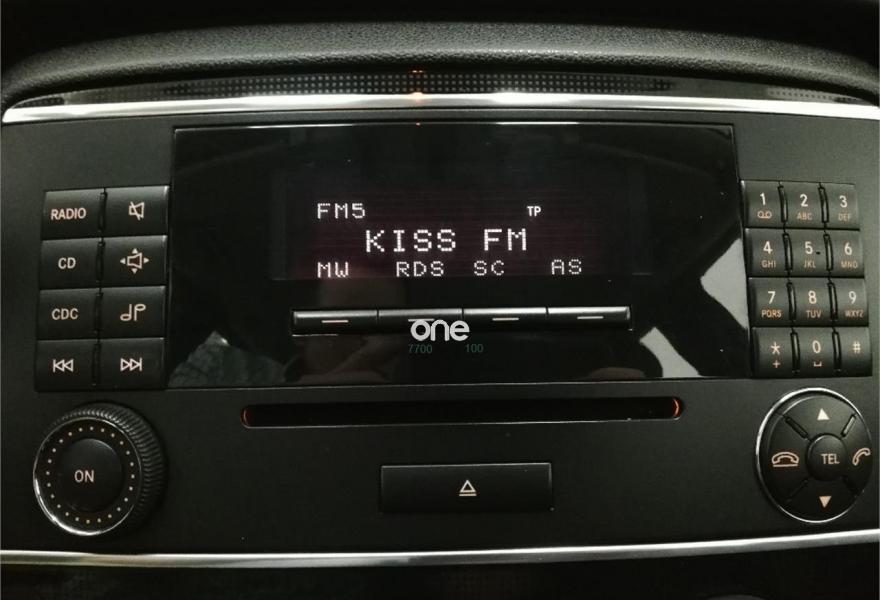 FM5 TP
KISS FM
MW RDS SC AS
one
7700 100
RADIO
CD
CDC
ON
1 2 ABC 3 DEF
4 GHI 5 JKL 6 MNO
7 PQRS 8 TUV 9 WXYZ
* + 0 #
TEL